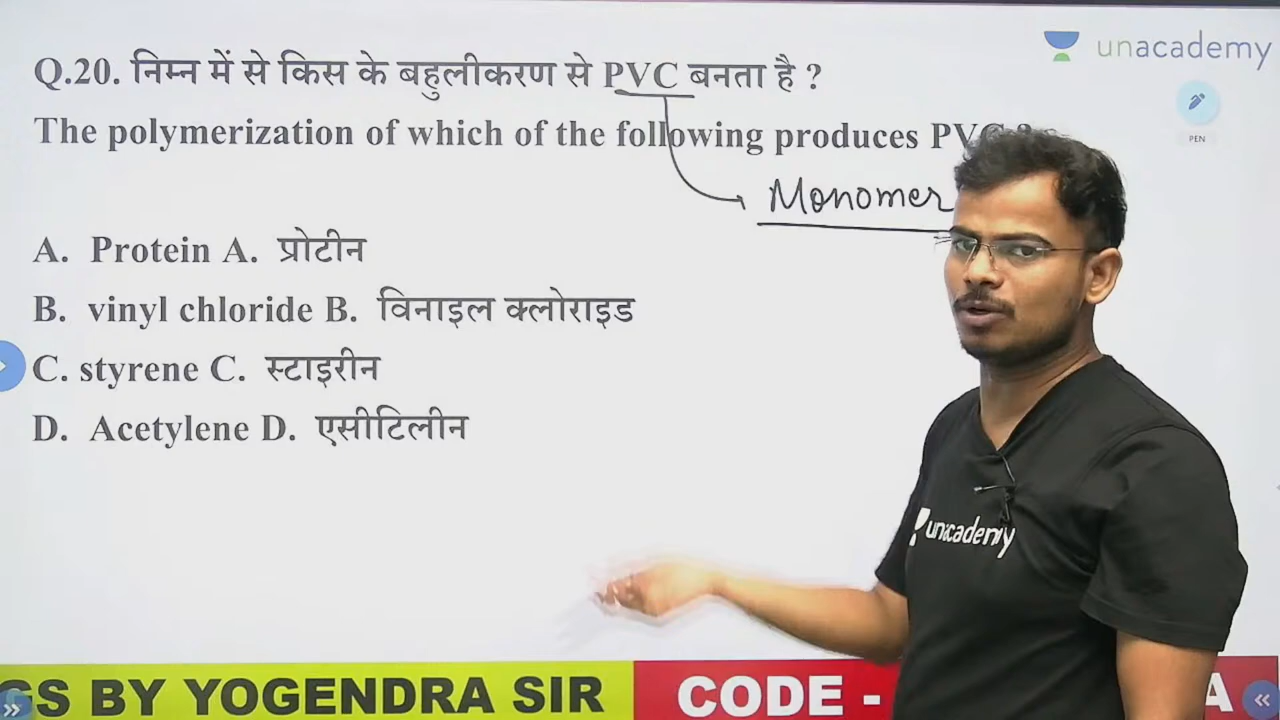 unacademy
Q.20. निम्न में से किस के बहुलीकरण से PVC बनता है ?
PEN
The polymerization of which of the following produces PVC ?
Monomer
A. Protein A. प्रोटीन
B. vinyl chloride B. विनाइल क्लोराइड
C. styrene C. स्टाइरीन
D. Acetylene D. एसीटिलीन
unacademy
GS BY YOGENDRA SIR
CODE -